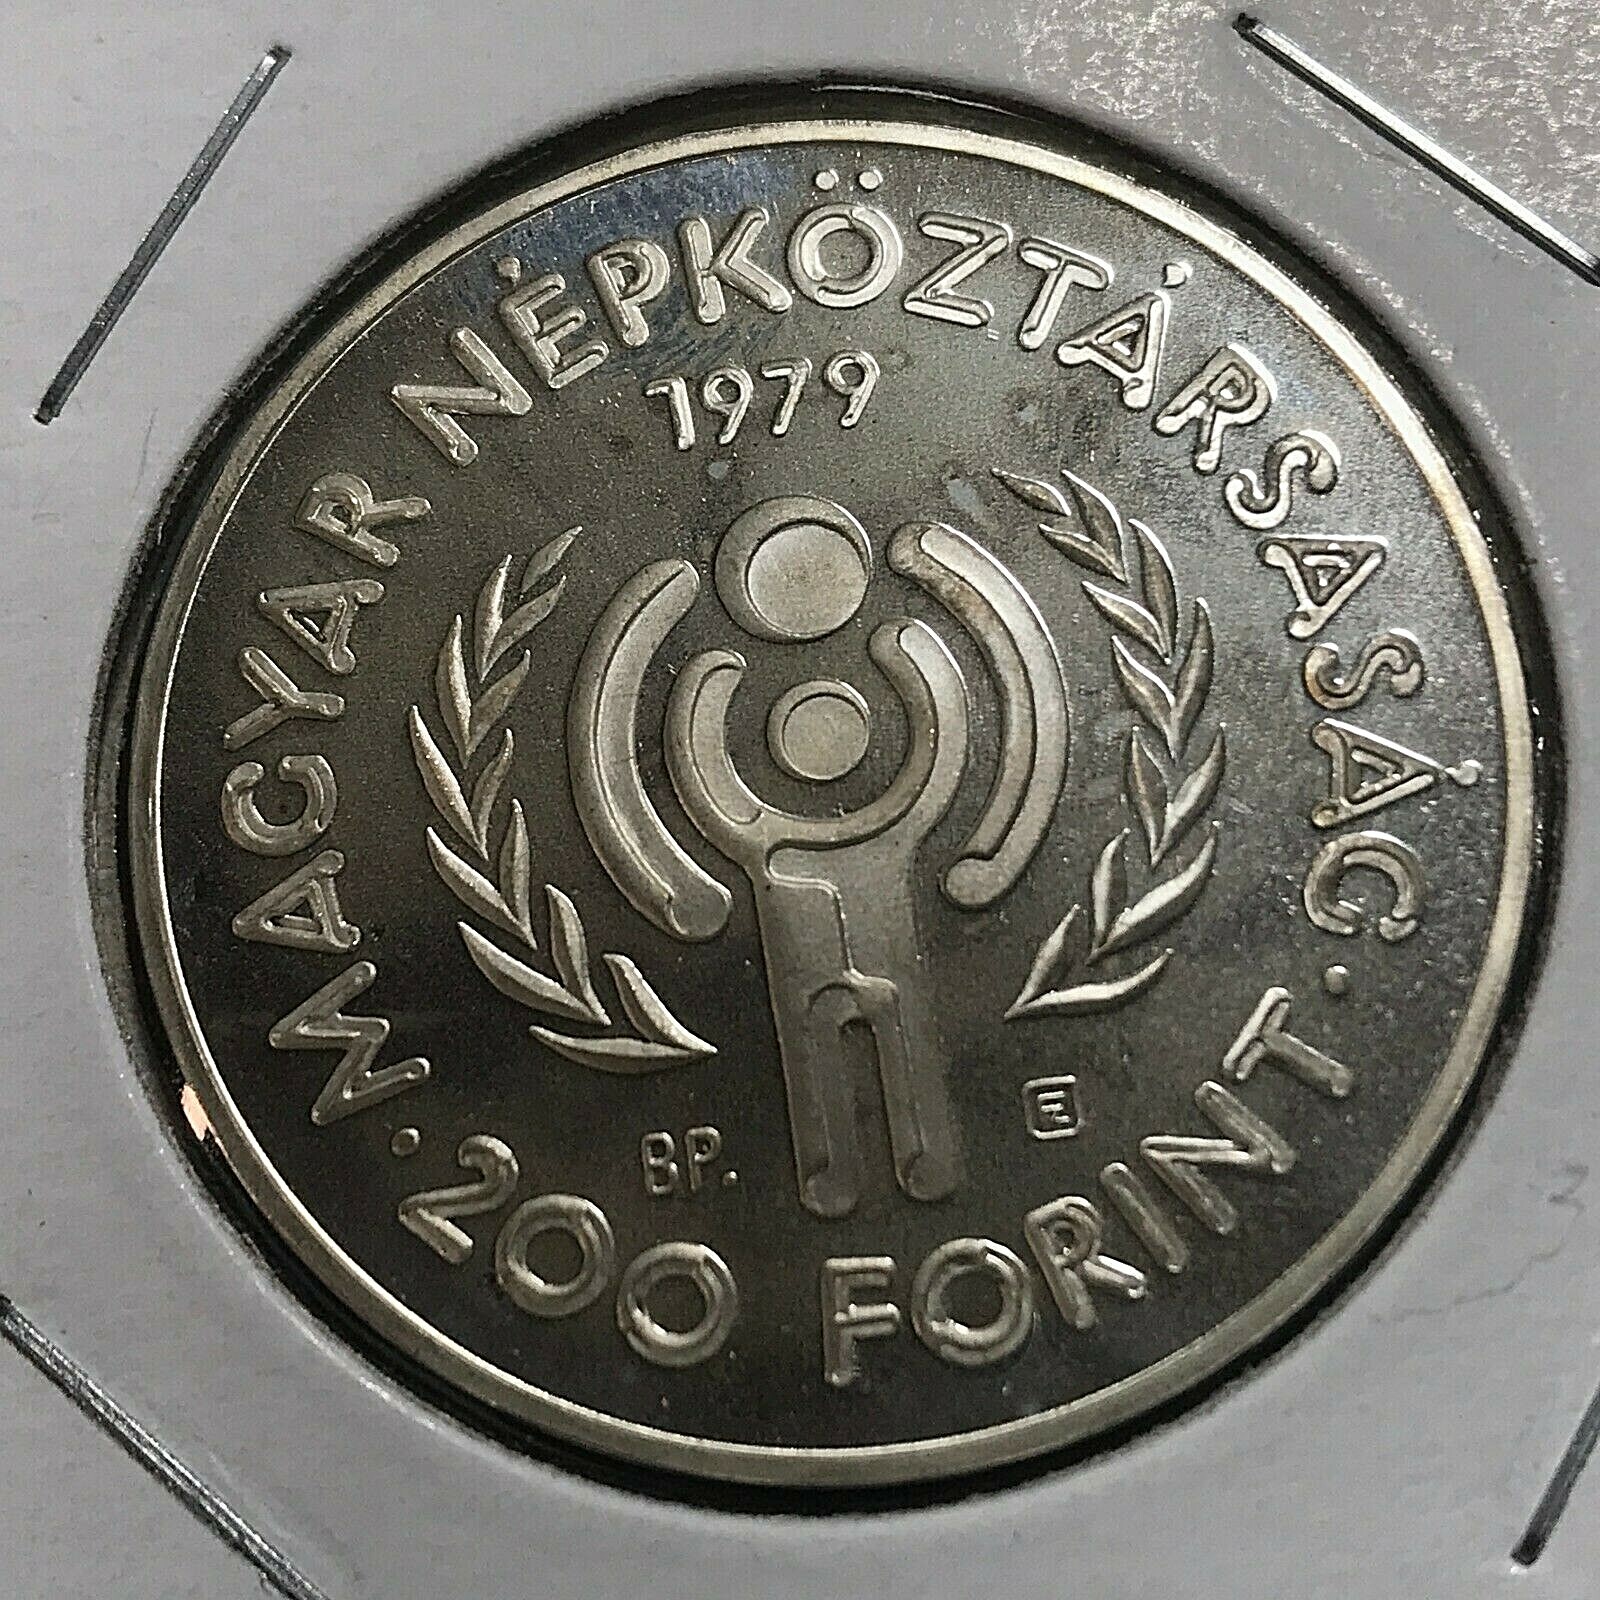 MAGYAR NÉPKÖZTÁRSASÁG
1979
BP.
· 200 FORINT ·